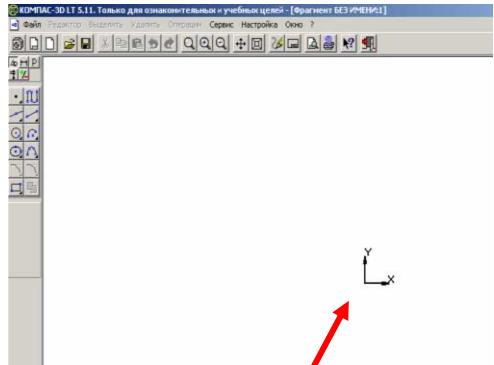 КОМПАС-3D LT 5.11. Только для ознакомительных и учебных целей - [Фрагмент БЕЗ ИМЕНИ:1]
Файл Редактор Выделить Удалить Операции Сервис Настройка Окно ?
Y
X